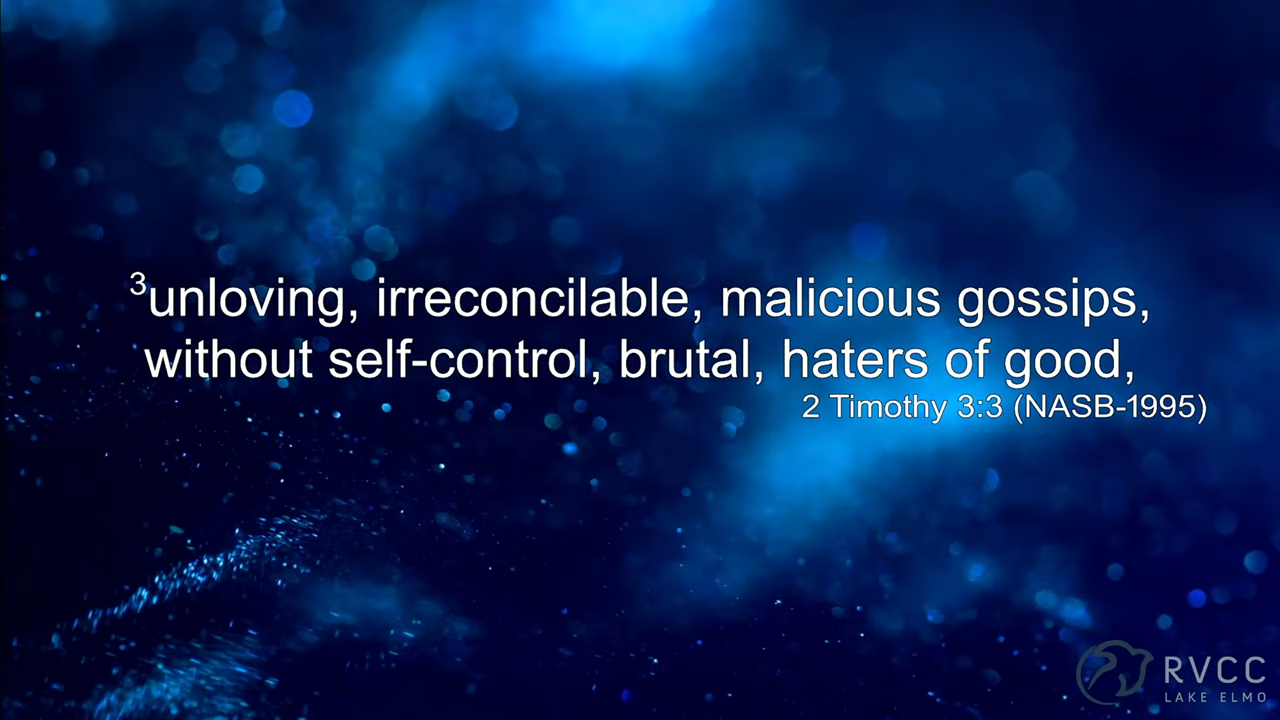 ³unloving, irreconcilable, malicious gossips,
without self-control, brutal, haters of good,
2 Timothy 3:3 (NASB-1995)
RVCC
LAKE ELMO